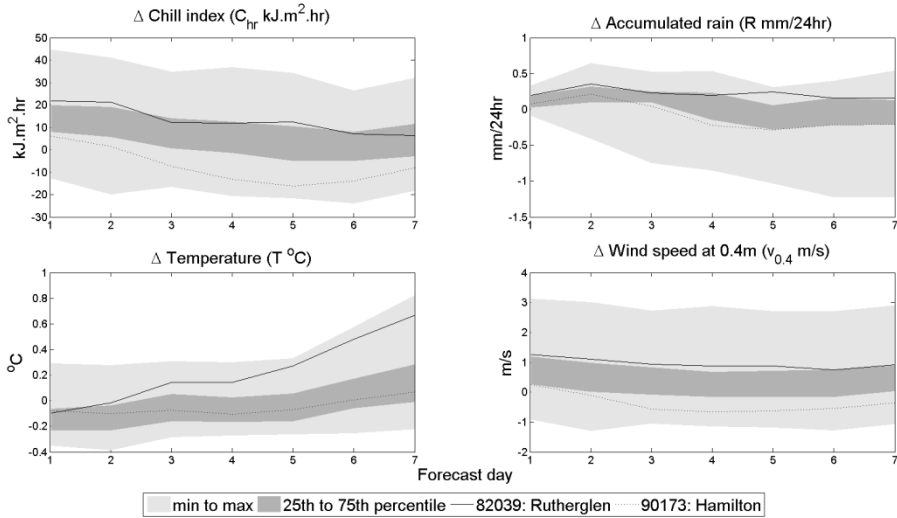 Δ Chill index (C_hr kJ.m².hr)
50
40
30
20
10
0
-10
-20
-30
kJ.m².hr
1 2 3 4 5 6 7
Δ Accumulated rain (R mm/24hr)
1
0.5
0
1
1.5
mm/24hr
1 2 3 4 5 6 7
Δ Temperature (T °C)
1
0.8
0.6
0.4
0.2
0
-0.2
-0.4
°C
1 2 3 4 5 6 7
Δ Wind speed at 0.4m (v_0.4 m/s)
4
3
2
1
0
-1
-2
m/s
1 2 3 4 5 6 7
Forecast day
min to max 25th to 75th percentile 82039: Rutherglen 90173: Hamilton